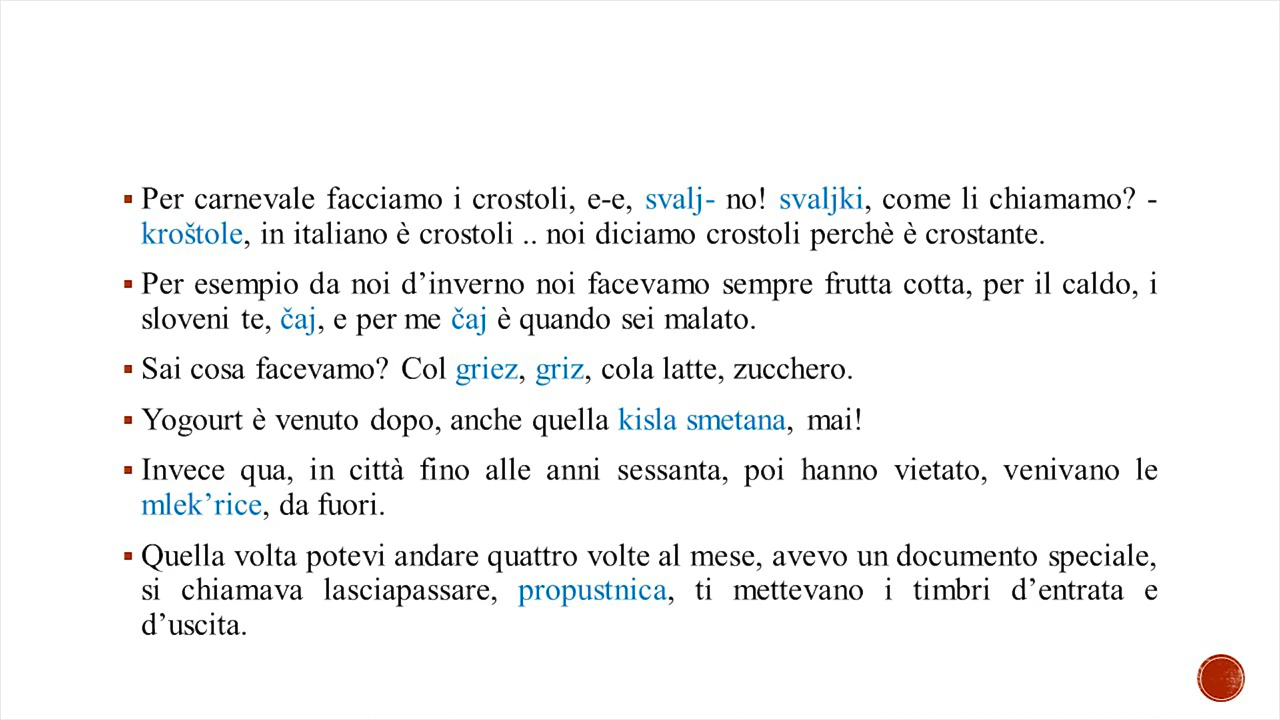 Per carnevale facciamo i crostoli, e-e, svalj- no! svaljki, come li chiamamo? -
kroštole, in italiano è crostoli .. noi diciamo crostoli perchè è crostante.
Per esempio da noi d’inverno noi facevamo sempre frutta cotta, per il caldo, i
sloveni te, čaj, e per me čaj è quando sei malato.
Sai cosa facevamo? Col griez, griz, cola latte, zucchero.
Yogourt è venuto dopo, anche quella kisla smetana, mai!
Invece qua, in città fino alle anni sessanta, poi hanno vietato, venivano le
mlek’rice, da fuori.
Quella volta potevi andare quattro volte al mese, avevo un documento speciale,
si chiamava lasciapassare, propustnica, ti mettevano i timbri d’entrata e
d’uscita.